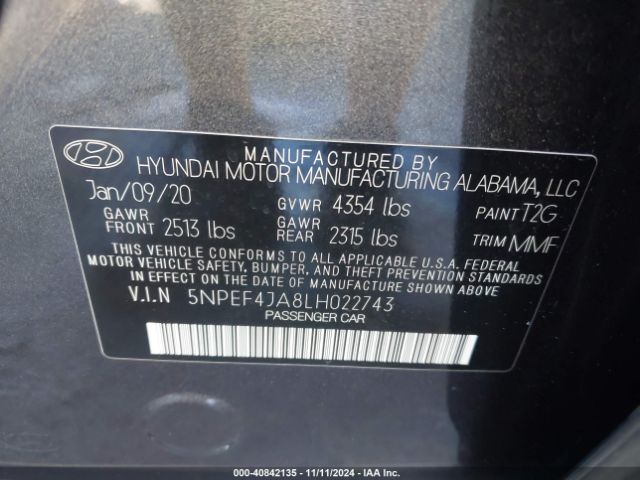 MANUFACTURED BY
HYUNDAI MOTOR MANUFACTURING ALABAMA, LLC
Jan/09/20 GVWR 4354 lbs PAINT T2G
GAWR FRONT 2513 lbs GAWR REAR 2315 lbs TRIM MMF
THIS VEHICLE CONFORMS TO ALL APPLICABLE U.S.A. FEDERAL
MOTOR VEHICLE SAFETY, BUMPER, AND THEFT PREVENTION STANDARDS
IN EFFECT ON THE DATE OF MANUFACTURE SHOWN ABOVE.
V.I.N 5NPEF4JA8LH022743
PASSENGER CAR
000-40842135 - 11/11/2024 - IAAI.COM